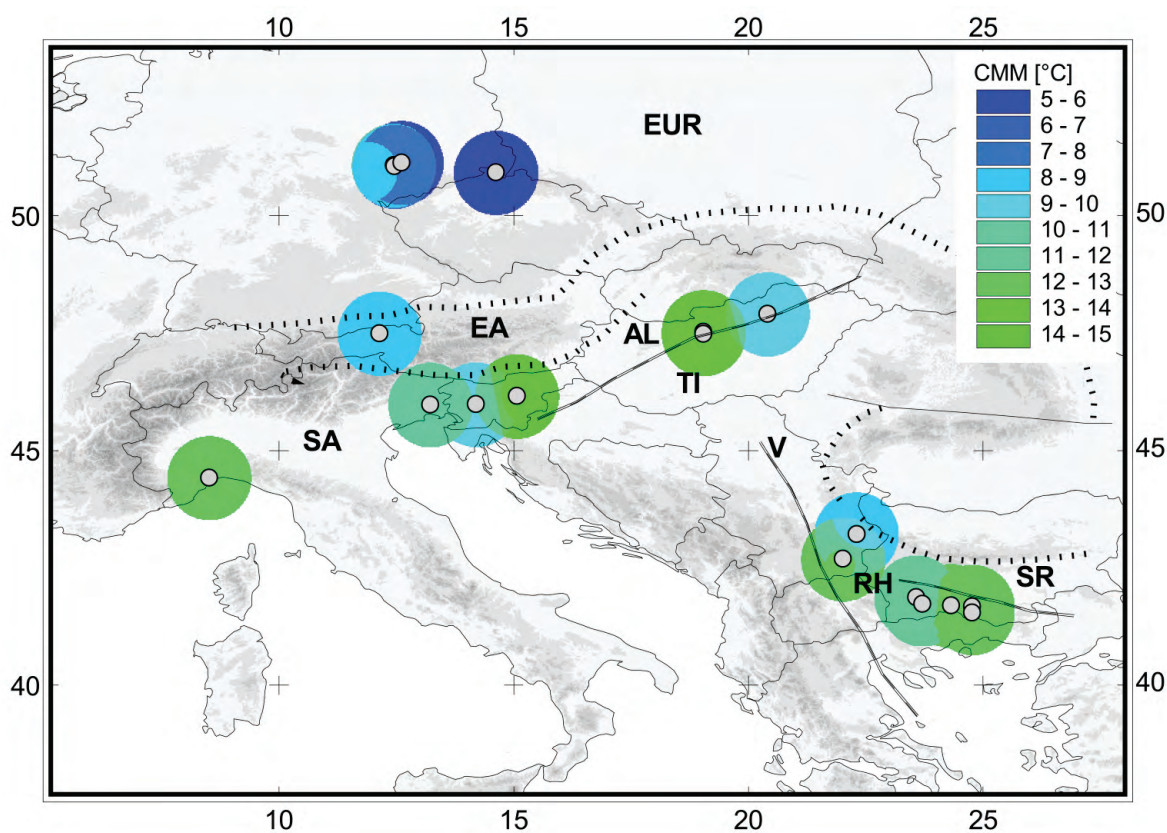 10 15 20 25
CMM [°C]
5 - 6
6 - 7
7 - 8
8 - 9
9 - 10
10 - 11
11 - 12
12 - 13
13 - 14
14 - 15
EUR
50 50
EA
AL
TI
SA
45 45
V
RH SR
40 40
10 15 20 25